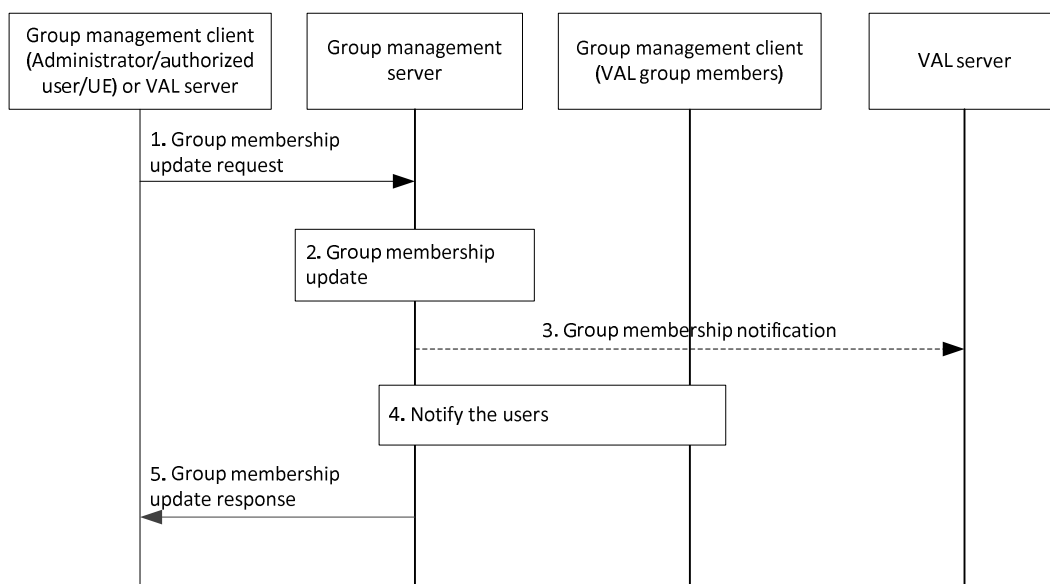 Group management client
(Administrator/authorized
user/UE) or VAL server
Group management
server
Group management client
(VAL group members)
VAL server
1. Group membership
update request
2. Group membership
update
3. Group membership notification
4. Notify the users
5. Group membership
update response